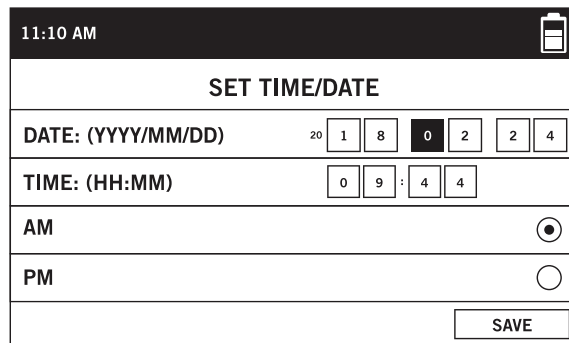 11:10 AM
SET TIME/DATE
DATE: (YYYY/MM/DD) 20 1 8 0 2 2 4
TIME: (HH:MM) 0 9 : 4 4
AM
PM
SAVE